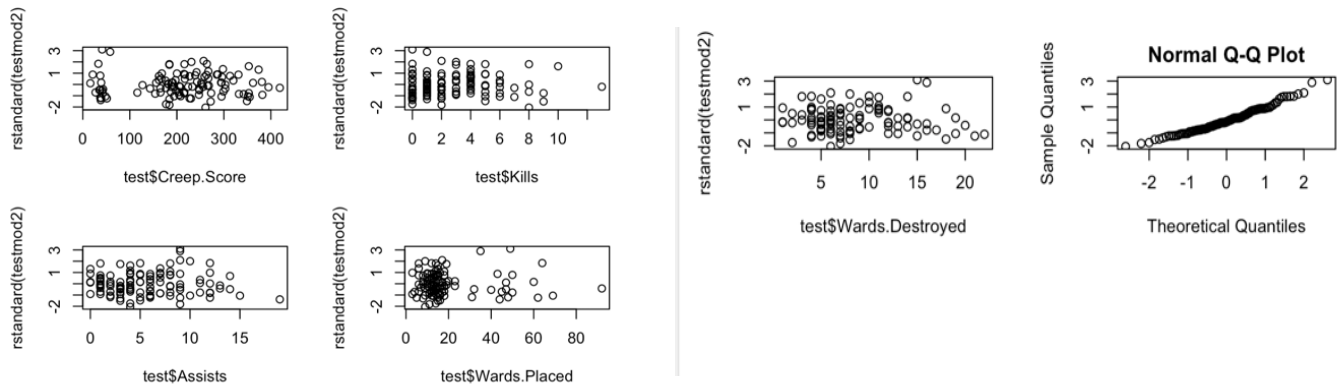 rstandard(testmod2)
3
1
-2
0 100 200 300 400
test$Creep.Score
rstandard(testmod2)
3
1
-2
0 2 4 6 8 10
test$Kills
rstandard(testmod2)
3
1
-2
0 5 10 15
test$Assists
rstandard(testmod2)
3
1
-2
0 20 40 60 80
test$Wards.Placed
rstandard(testmod2)
3
1
-2
5 10 15 20
test$Wards.Destroyed
Normal Q-Q Plot
Sample Quantiles
3
1
-2
-2 -1 0 1 2
Theoretical Quantiles